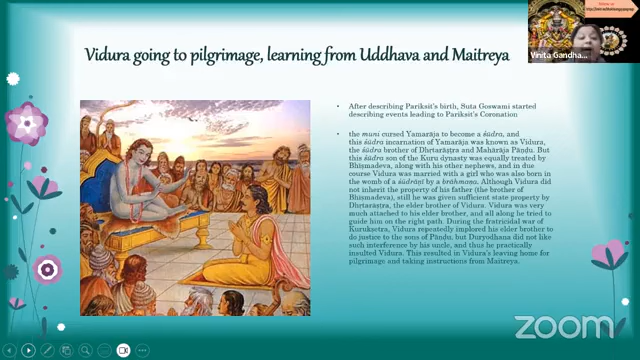 Vidura going to pilgrimage, learning from Uddhava and Maitreya
Vinita Gandha...
• After describing Pariksit's birth, Suta Goswami started
describing events leading to Pariksit's Coronation
• the muni cursed Yamarāja to become a śūdra, and
this śūdra incarnation of Yamarāja was known as Vidura,
the śūdra brother of Dhṛtarāṣṭra and Mahārāja Pāṇḍu. But
this śūdra son of the Kuru dynasty was equally treated by
Bhīṣmadeva, along with his other nephews, and in due
course Vidura was married with a girl who was also born in
the womb of a śūdrāṇī by a brāhmaṇa. Although Vidura did
not inherit the property of his father (the brother of
Bhīṣmadeva), still he was given sufficient state property by
Dhṛtarāṣṭra, the elder brother of Vidura. Vidura was very
much attached to his elder brother, and all along he tried to
guide him on the right path. During the fratricidal war of
Kurukṣetra, Vidura repeatedly implored his elder brother to
do justice to the sons of Pāṇḍu, but Duryodhana did not like
such interference by his uncle, and thus he practically
insulted Vidura. This resulted in Vidura's leaving home for
pilgrimage and taking instructions from Maitreya.
zoom